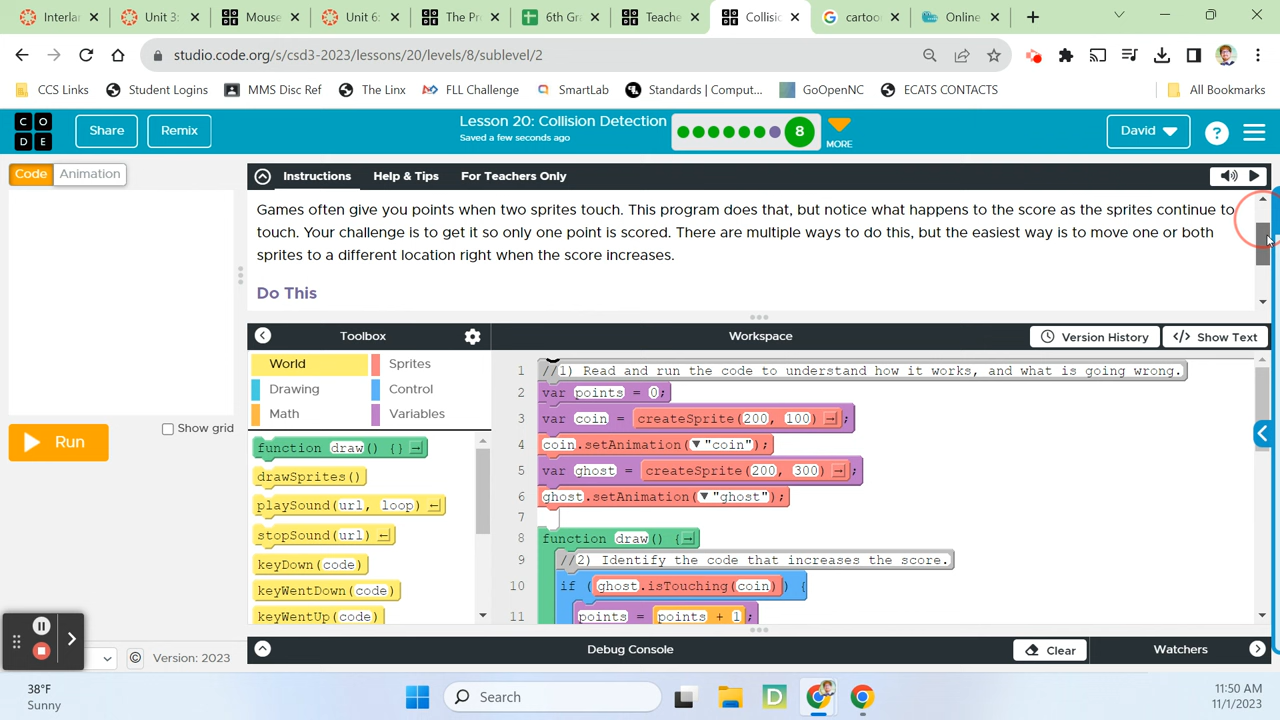 Interlan
Unit 3:
Mouse
Unit 6:
The Pro
6th Gra
Teache
Collisio
cartoo
Online
studio.code.org/s/csd3-2023/lessons/20/levels/8/sublevel/2
CCS Links
Student Logins
MMS Disc Ref
The Linx
FLL Challenge
SmartLab
Standards | Comput...
GoOpenNC
ECATS CONTACTS
All Bookmarks
C O
D E
Share
Remix
Lesson 20: Collision Detection
Saved a few seconds ago
8
MORE
David
?
Code
Animation
Instructions
Help & Tips
For Teachers Only
Games often give you points when two sprites touch. This program does that, but notice what happens to the score as the sprites continue to
touch. Your challenge is to get it so only one point is scored. There are multiple ways to do this, but the easiest way is to move one or both
sprites to a different location right when the score increases.
Do This
Toolbox
Workspace
Version History
</> Show Text
World
Sprites
Drawing
Control
Math
Variables
function draw() {}
drawSprites()
playSound(url, loop)
stopSound(url)
keyDown(code)
keyWentDown(code)
keyWentUp(code)
1 //1) Read and run the code to understand how it works, and what is going wrong.
2 var points = 0;
3 var coin = createSprite(200, 100);
4 coin.setAnimation("coin");
5 var ghost = createSprite(200, 300);
6 ghost.setAnimation("ghost");
7
8 function draw() {
9 //2) Identify the code that increases the score.
10 if (ghost.isTouching(coin)) {
11 points = points + 1;
Run
Show grid
Debug Console
Clear
Watchers
© Version: 2023
38°F
Sunny
Search
D
11:50 AM
11/1/2023